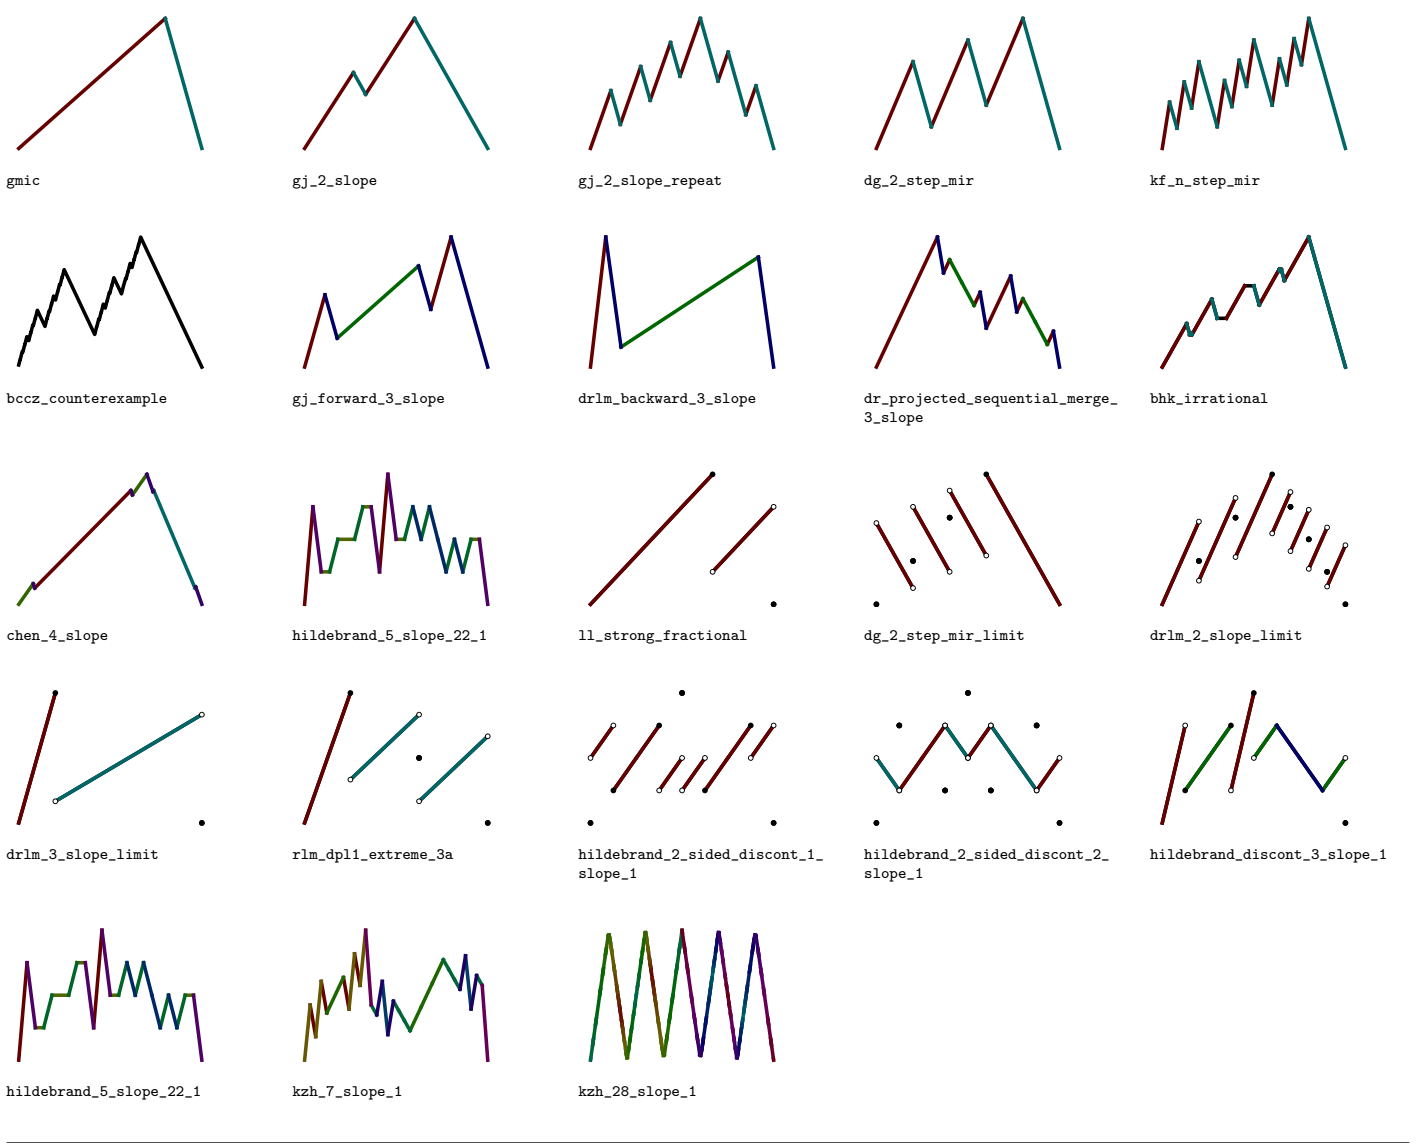 gmic
gj_2_slope
gj_2_slope_repeat
dg_2_step_mir
kf_n_step_mir
bccz_counterexample
gj_forward_3_slope
drlm_backward_3_slope
dr_projected_sequential_merge_
3_slope
bhk_irrational
chen_4_slope
hildebrand_5_slope_22_1
ll_strong_fractional
dg_2_step_mir_limit
drlm_2_slope_limit
drlm_3_slope_limit
rlm_dpl1_extreme_3a
hildebrand_2_sided_discont_1_
slope_1
hildebrand_2_sided_discont_2_
slope_1
hildebrand_discont_3_slope_1
hildebrand_5_slope_22_1
kzh_7_slope_1
kzh_28_slope_1